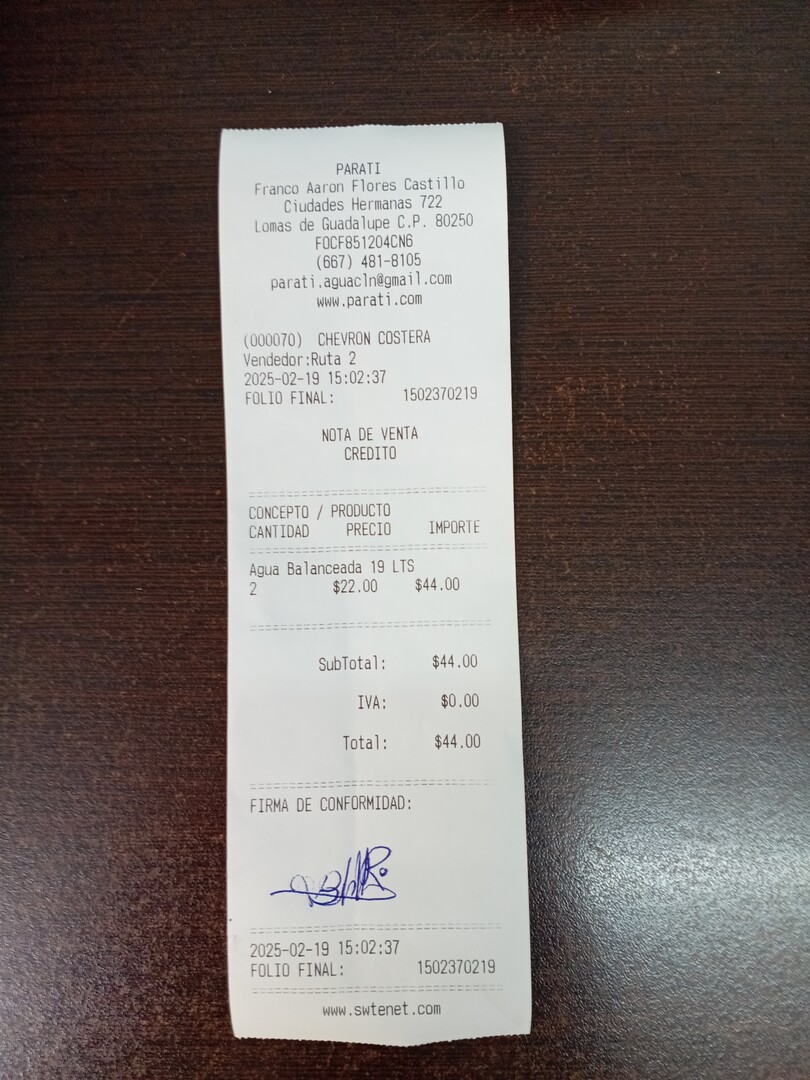 PARATI
Franco Aaron Flores Castillo
Ciudades Hermanas 722
Lomas de Guadalupe C.P. 80250
FOCF851204CN6
(667) 481-8105
parati.aguacln@gmail.com
www.parati.com
(000070) CHEVRON COSTERA
Vendedor:Ruta 2
2025-02-19 15:02:37
FOLIO FINAL: 1502370219
NOTA DE VENTA
CREDITO
CONCEPTO / PRODUCTO
CANTIDAD PRECIO IMPORTE
Agua Balanceada 19 LTS
2 $22.00 $44.00
SubTotal: $44.00
IVA: $0.00
Total: $44.00
FIRMA DE CONFORMIDAD:
2025-02-19 15:02:37
FOLIO FINAL: 1502370219
www.swtenet.com